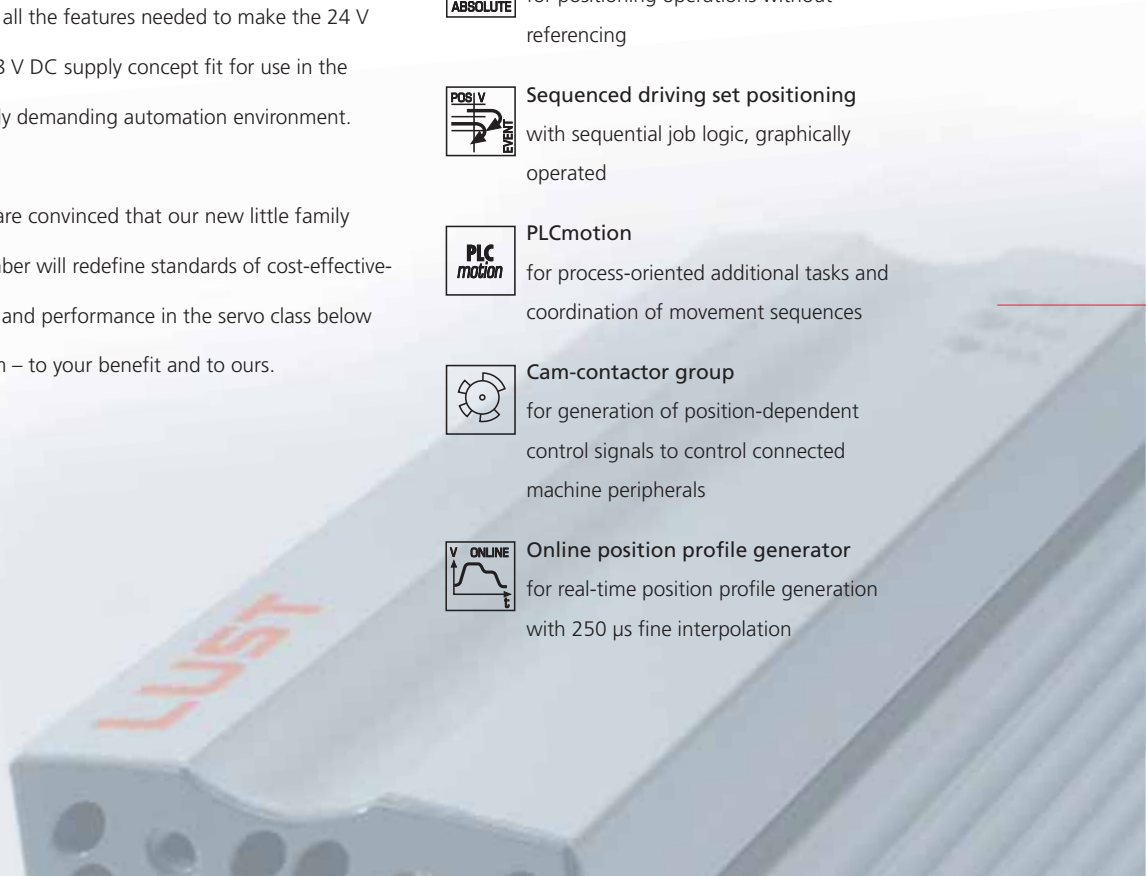 all the features needed to make the 24 V
V DC supply concept fit for use in the
demanding automation environment.
are convinced that our new little family
will redefine standards of cost-effective-
and performance in the servo class below
– to your benefit and to ours.
ABSOLUTE
for positioning operations without
referencing
POS V
EVENT
Sequenced driving set positioning
with sequential job logic, graphically
operated
PLC
motion
PLCmotion
for process-oriented additional tasks and
coordination of movement sequences
Cam-contactor group
for generation of position-dependent
control signals to control connected
machine peripherals
V ONLINE
t
Online position profile generator
for real-time position profile generation
with 250 µs fine interpolation
LUST